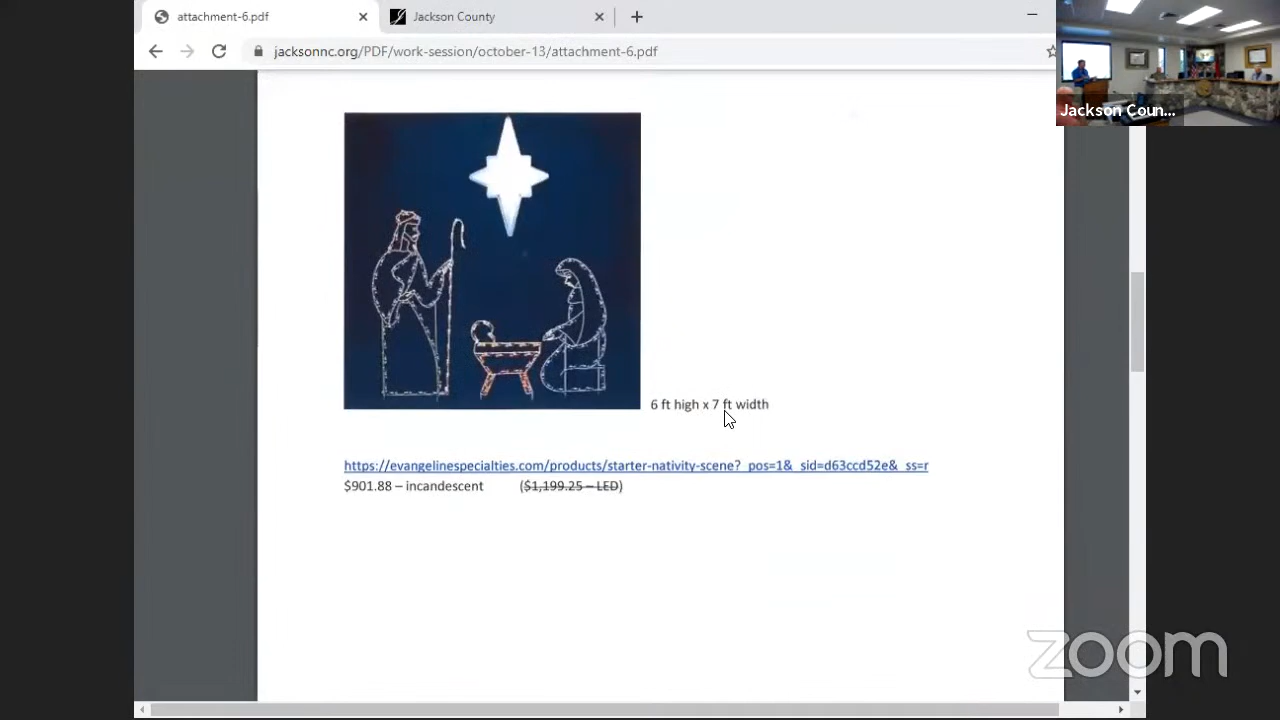 attachment-6.pdf
Jackson County
jacksonnc.org/PDF/work-session/october-13/attachment-6.pdf
Jackson Coun...
6 ft high x 7 ft width
https://evangelinespecialties.com/products/starter-nativity-scene?_pos=1&_sid=d63ccd52e&_ss=r
$901.88 – incandescent ($1,199.25 – LED)
zoom